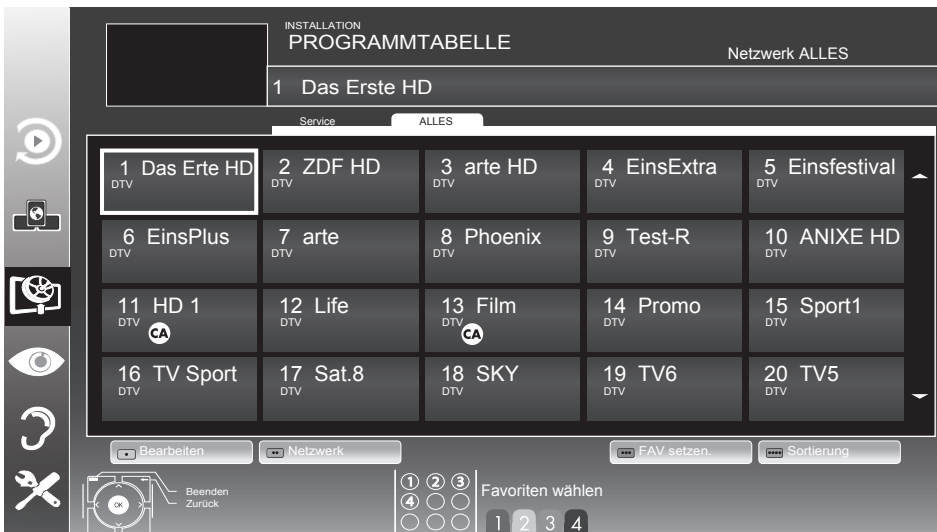 INSTALLATION
PROGRAMMTABELLE
Netzwerk ALLES
1 Das Erste HD
Service ALLES
1 Das Erte HD
DTV
2 ZDF HD
DTV
3 arte HD
DTV
4 EinsExtra
DTV
5 Einsfestival
DTV
6 EinsPlus
DTV
7 arte
DTV
8 Phoenix
DTV
9 Test-R
DTV
10 ANIXE HD
DTV
11 HD 1
DTV
CA
12 Life
DTV
13 Film
DTV
CA
14 Promo
DTV
15 Sport1
DTV
16 TV Sport
DTV
17 Sat.8
DTV
18 SKY
DTV
19 TV6
DTV
20 TV5
DTV
Bearbeiten
Netzwerk
FAV setzen.
Sortierung
OK
Beenden
Zurück
1 2 3
4
Favoriten wählen
1 2 3 4